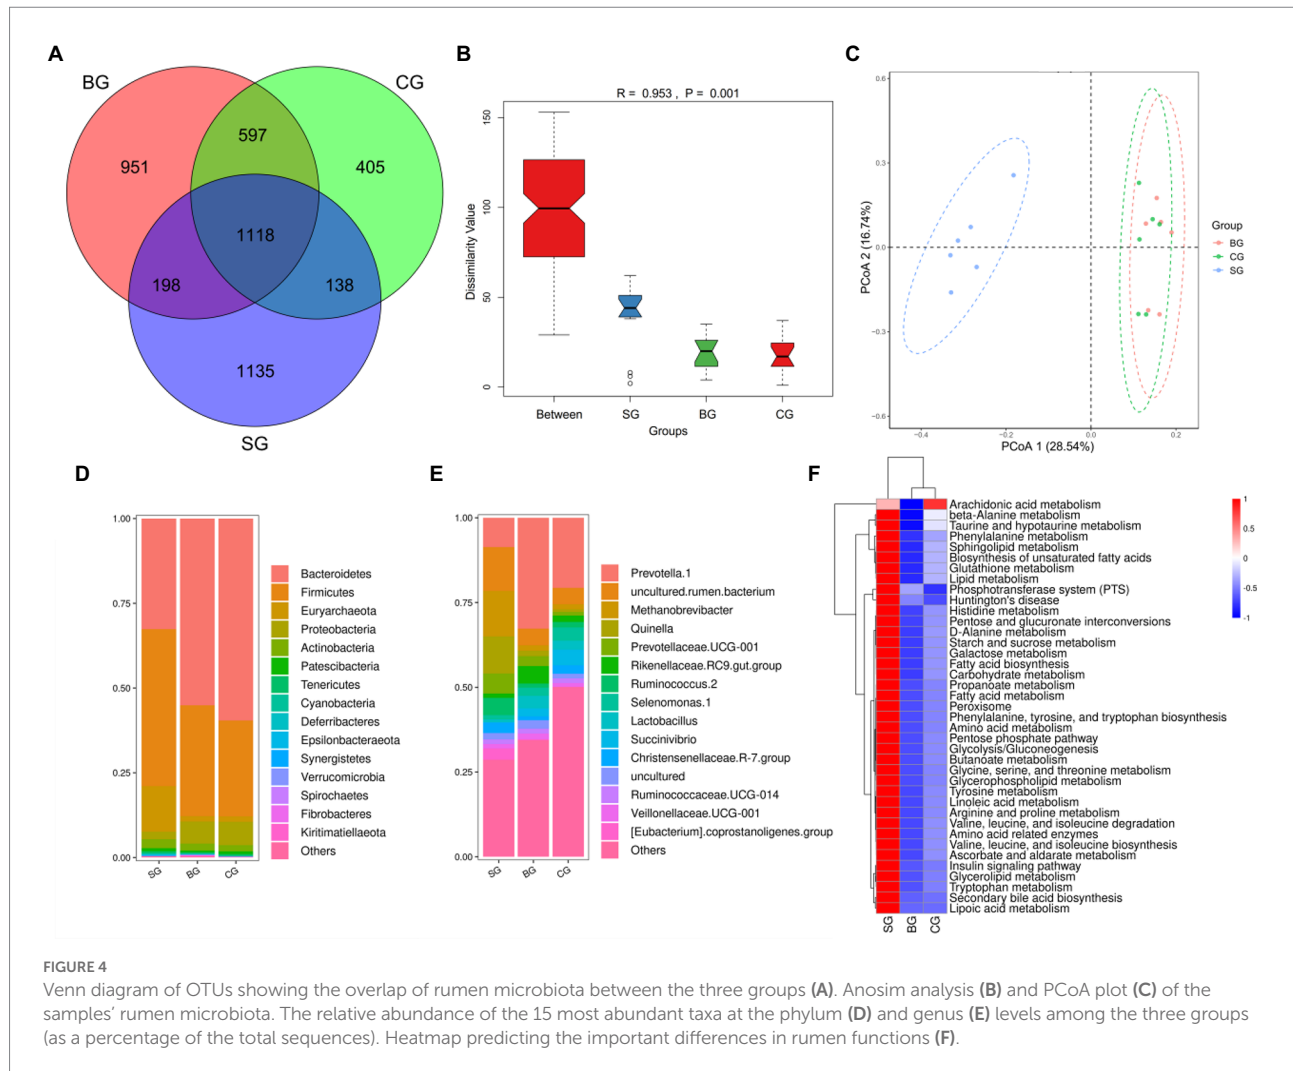 A
BG
CG
951
597
405
1118
198
138
1135
SG
B
R = 0.953 , P = 0.001
Dissimilarity Value
150
100
50
0
Between
SG
BG
CG
Groups
C
PCoA 2 (16.74%)
0.6
0.3
0.0
−0.3
−0.6
−0.4
−0.2
0.0
0.2
PCoA 1 (28.54%)
Group
BG
CG
SG
D
1.00
0.75
0.50
0.25
0.00
SG
BG
CG
Bacteroidetes
Firmicutes
Euryarchaeota
Proteobacteria
Actinobacteria
Patescibacteria
Tenericutes
Cyanobacteria
Deferribacteres
Epsilonbacteraeota
Synergistetes
Verrucomicrobia
Spirochaetes
Fibrobacteres
Kiritimatiellaeota
Others
E
1.00
0.75
0.50
0.25
0.00
SG
BG
CG
Prevotella.1
uncultured.rumen.bacterium
Methanobrevibacter
Quinella
Prevotellaceae.UCG-001
Rikenellaceae.RC9.gut.group
Ruminococcus.2
Selenomonas.1
Lactobacillus
Succinivibrio
Christensenellaceae.R-7.group
uncultured
Ruminococcaceae.UCG-014
Veillonellaceae.UCG-001
[Eubacterium].coprostanoligenes.group
Others
F
Arachidonic acid metabolism
beta-Alanine metabolism
Taurine and hypotaurine metabolism
Phenylalanine metabolism
Sphingolipid metabolism
Biosynthesis of unsaturated fatty acids
Glutathione metabolism
Lipid metabolism
Phosphotransferase system (PTS)
Huntington's disease
Histidine metabolism
Pentose and glucuronate interconversions
D-Alanine metabolism
Starch and sucrose metabolism
Galactose metabolism
Fatty acid biosynthesis
Carbohydrate metabolism
Propanoate metabolism
Fatty acid metabolism
Peroxisome
Phenylalanine, tyrosine, and tryptophan biosynthesis
Amino acid metabolism
Pentose phosphate pathway
Glycolysis/Gluconeogenesis
Butanoate metabolism
Glycine, serine, and threonine metabolism
Glycerophospholipid metabolism
Tyrosine metabolism
Linoleic acid metabolism
Arginine and proline metabolism
Valine, leucine, and isoleucine degradation
Amino acid related enzymes
Valine, leucine, and isoleucine biosynthesis
Ascorbate and aldarate metabolism
Insulin signaling pathway
Glycerolipid metabolism
Tryptophan metabolism
Secondary bile acid biosynthesis
Lipoic acid metabolism
SG
BG
CG
1
0.5
0
-0.5
-1
FIGURE 4
Venn diagram of OTUs showing the overlap of rumen microbiota between the three groups (A). Anosim analysis (B) and PCoA plot (C) of the
samples' rumen microbiota. The relative abundance of the 15 most abundant taxa at the phylum (D) and genus (E) levels among the three groups
(as a percentage of the total sequences). Heatmap predicting the important differences in rumen functions (F).